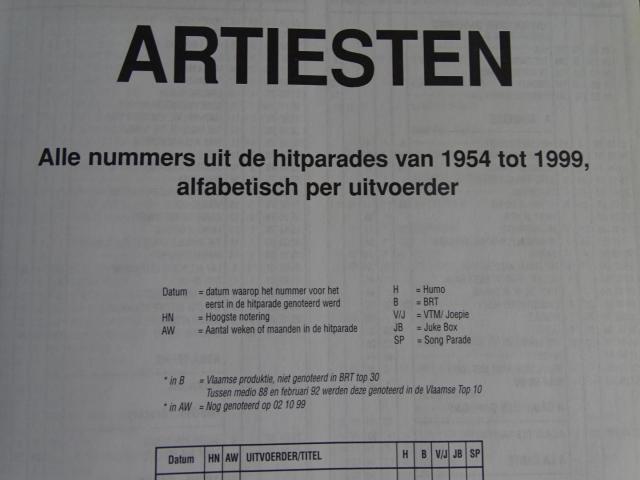 ARTIESTEN
Alle nummers uit de hitparades van 1954 tot 1999,
alfabetisch per uitvoerder
Datum = datum waarop het nummer voor het
eerst in de hitparade genoteerd werd
HN = Hoogste notering
AW = Aantal weken of maanden in de hitparade
H = Humo
B = BRT
V/J = VTM/ Joepie
JB = Juke Box
SP = Song Parade
* in B = Vlaamse produktie, niet genoteerd in BRT top 30
Tussen medio 88 en februari 92 werden deze genoteerd in de Vlaamse Top 10
* in AW = Nog genoteerd op 02 10 99
Datum HN AW UITVOERDER/TITEL H B V/J JB SP